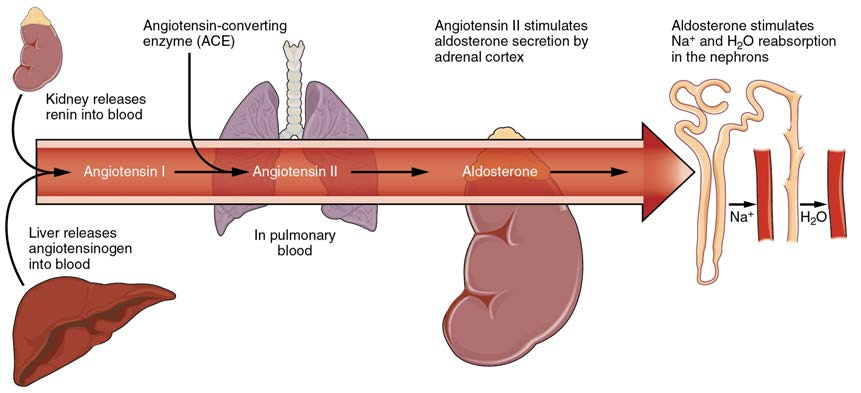 Angiotensin-converting
enzyme (ACE)
Angiotensin II stimulates
aldosterone secretion by
adrenal cortex
Aldosterone stimulates
Na⁺ and H₂O reabsorption
in the nephrons
Kidney releases
renin into blood
Angiotensin I
Angiotensin II
Aldosterone
Liver releases
angiotensinogen
into blood
In pulmonary
blood
Na⁺
H₂O